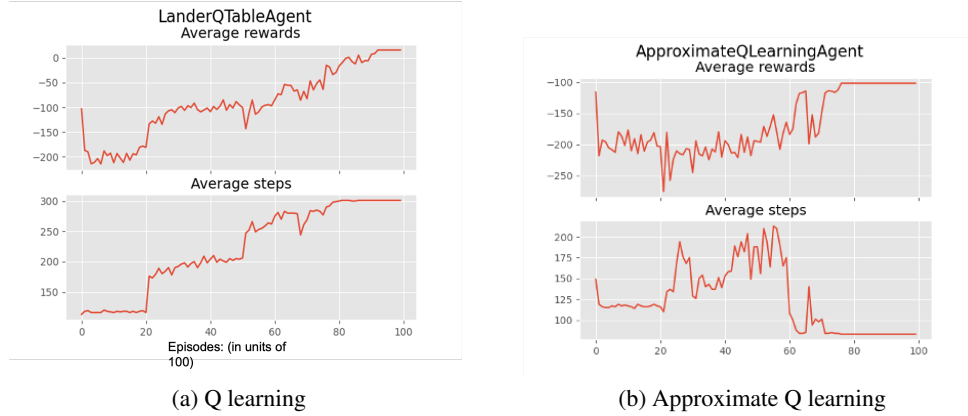 LanderQTableAgent
Average rewards
0
−50
−100
−150
−200
Average steps
300
250
200
150
0 20 40 60 80 100
Episodes: (in units of
100)
(a) Q learning
ApproximateQLearningAgent
Average rewards
−100
−150
−200
−250
Average steps
200
175
150
125
100
0 20 40 60 80 100
(b) Approximate Q learning